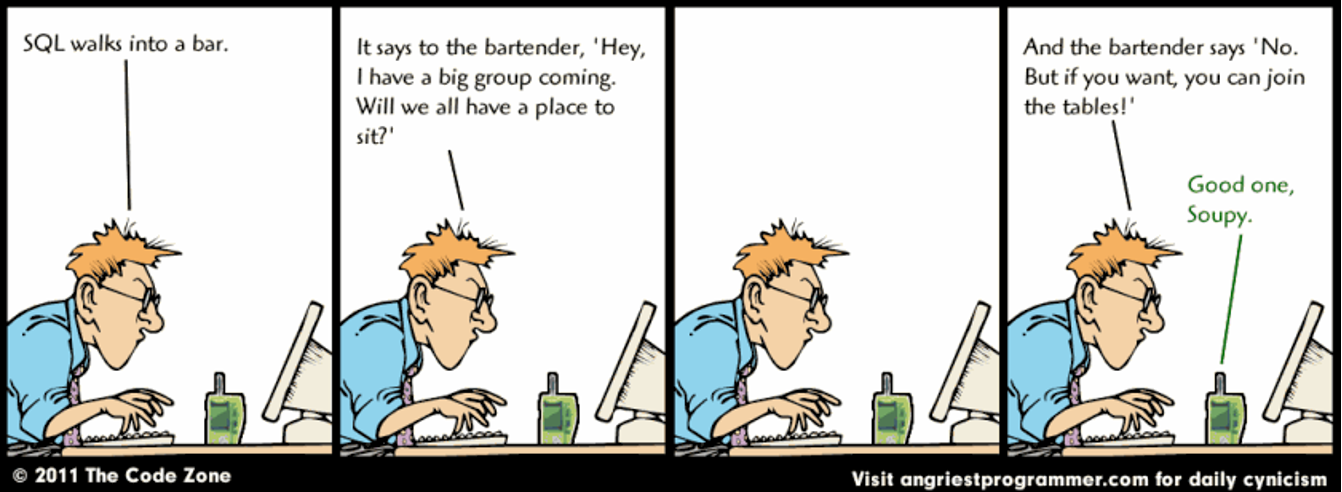 SQL walks into a bar.
It says to the bartender, 'Hey,
I have a big group coming.
Will we all have a place to
sit?'
And the bartender says 'No.
But if you want, you can join
the tables!'
Good one,
Soupy.
© 2011 The Code Zone
Visit angriestprogrammer.com for daily cynicism